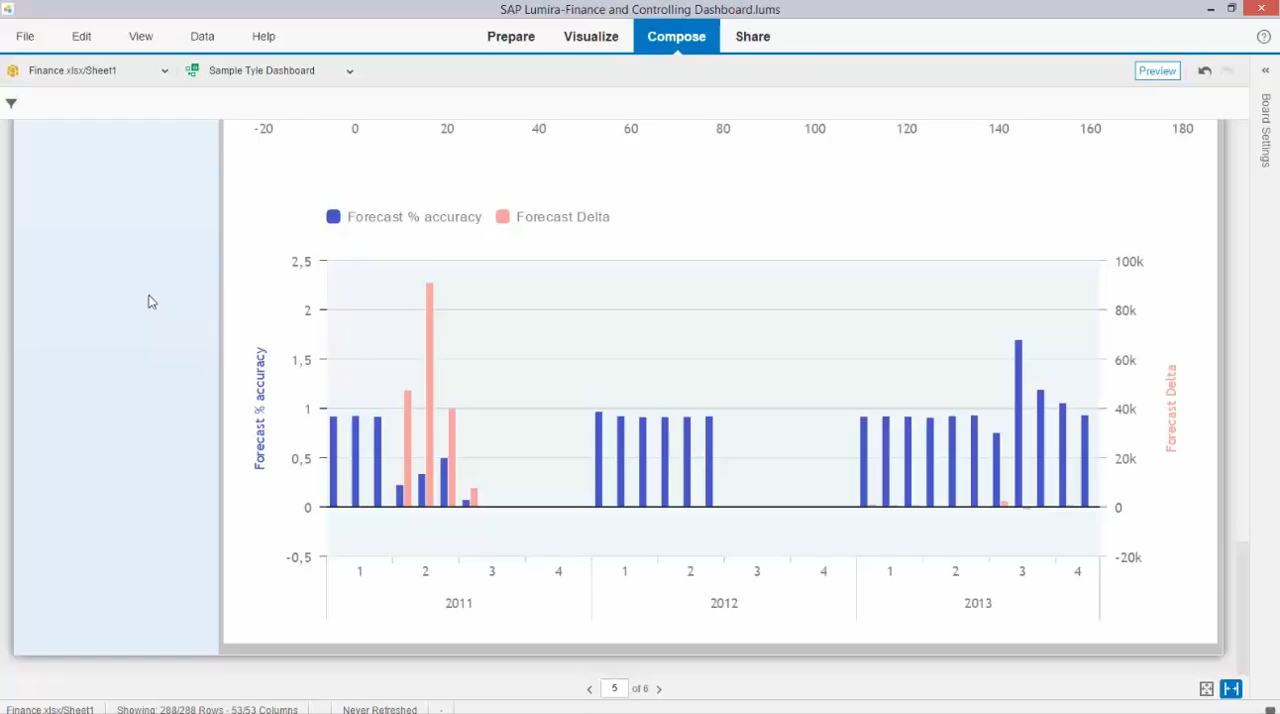 SAP Lumira-Finance and Controlling Dashboard.lums
File Edit View Data Help Prepare Visualize Compose Share
Finance.xlsx/Sheet1 Sample Tyle Dashboard Preview
Board Settings
-20 0 20 40 60 80 100 120 140 160 180
Forecast % accuracy Forecast Delta
2,5 100k
2 80k
1,5 60k
1 40k
0,5 20k
0 0
-0,5 -20k
Forecast % accuracy
Forecast Delta
1 2 3 4 1 2 3 4 1 2 3 4
2011 2012 2013
5 of 6
Finance.xlsx/Sheet1 Showing: 288/288 Rows - 53/53 Columns Never Refreshed -